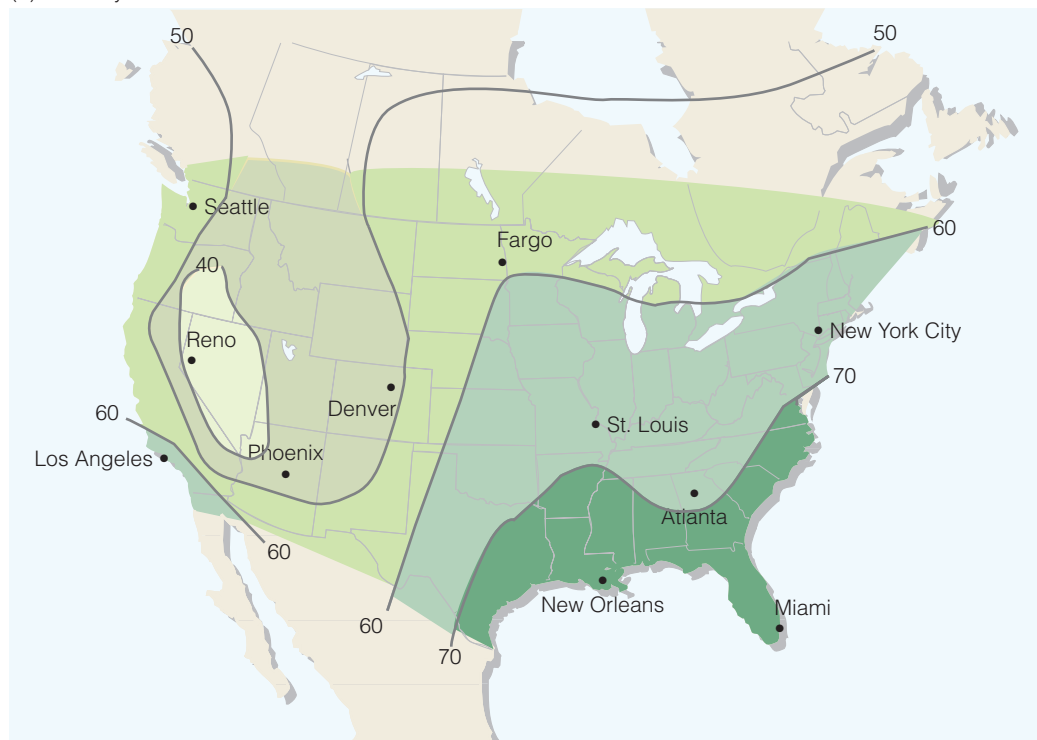 50
50
Seattle
60
Fargo
40
New York City
Reno
70
Denver
60
St. Louis
Phoenix
Los Angeles
Atlanta
60
New Orleans
Miami
60
70